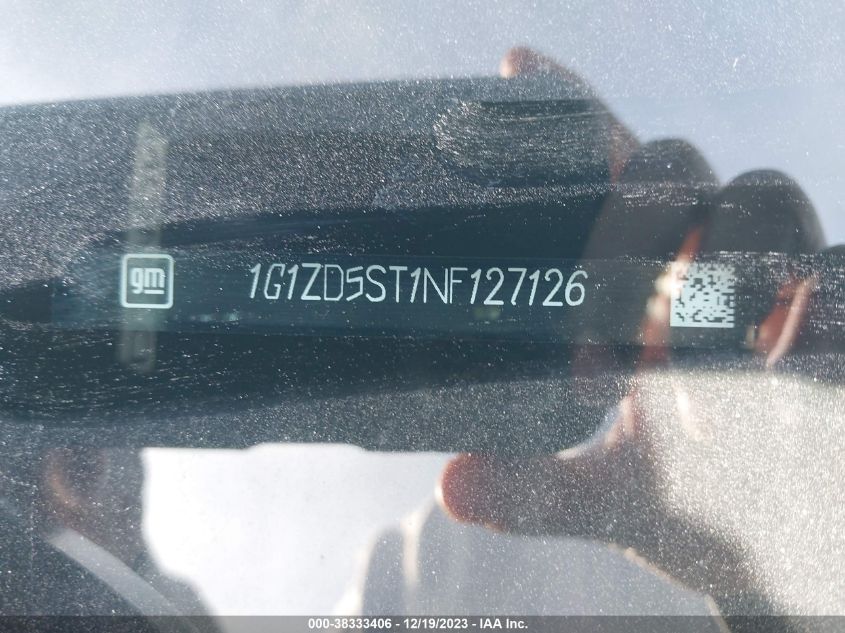 gm 1G1ZD5ST1NF127126
000-38333406 - 12/19/2023 - IAA Inc.